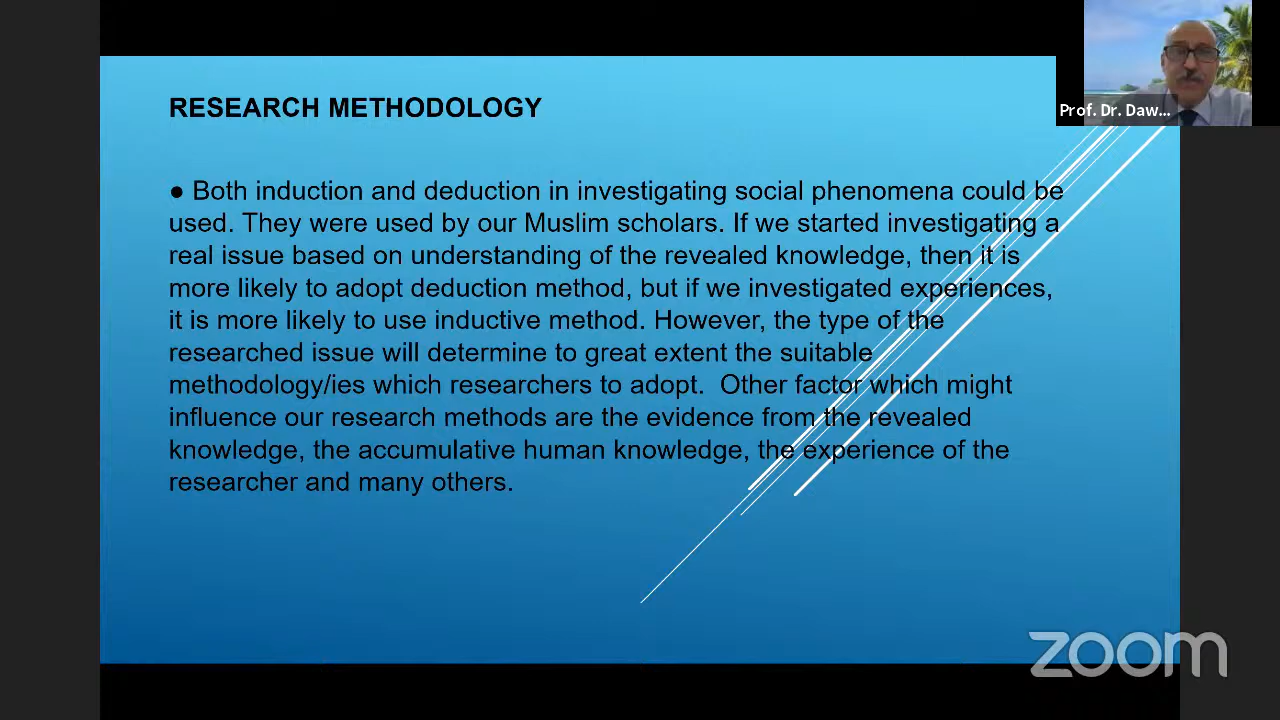 RESEARCH METHODOLOGY
Prof. Dr. Daw...
● Both induction and deduction in investigating social phenomena could be
used. They were used by our Muslim scholars. If we started investigating a
real issue based on understanding of the revealed knowledge, then it is
more likely to adopt deduction method, but if we investigated experiences,
it is more likely to use inductive method. However, the type of the
researched issue will determine to great extent the suitable
methodology/ies which researchers to adopt.  Other factor which might
influence our research methods are the evidence from the revealed
knowledge, the accumulative human knowledge, the experience of the
researcher and many others.
zoom